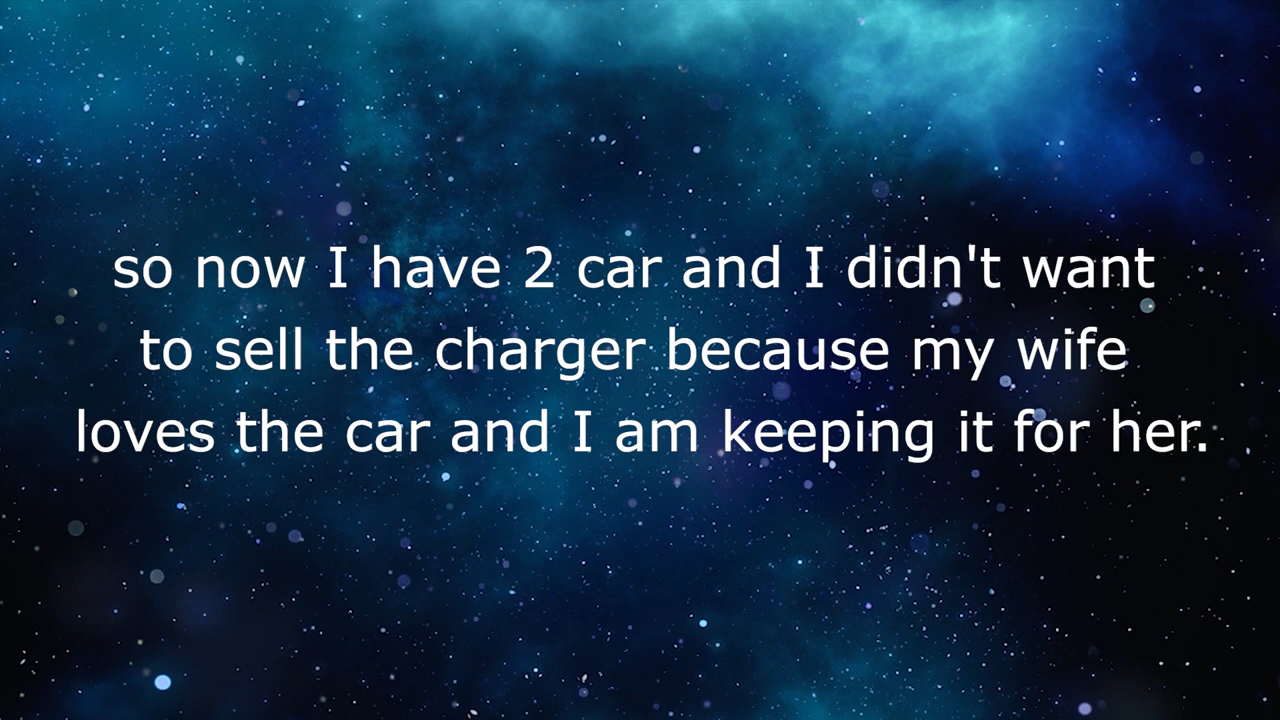 so now I have 2 car and I didn't want
to sell the charger because my wife
loves the car and I am keeping it for her.